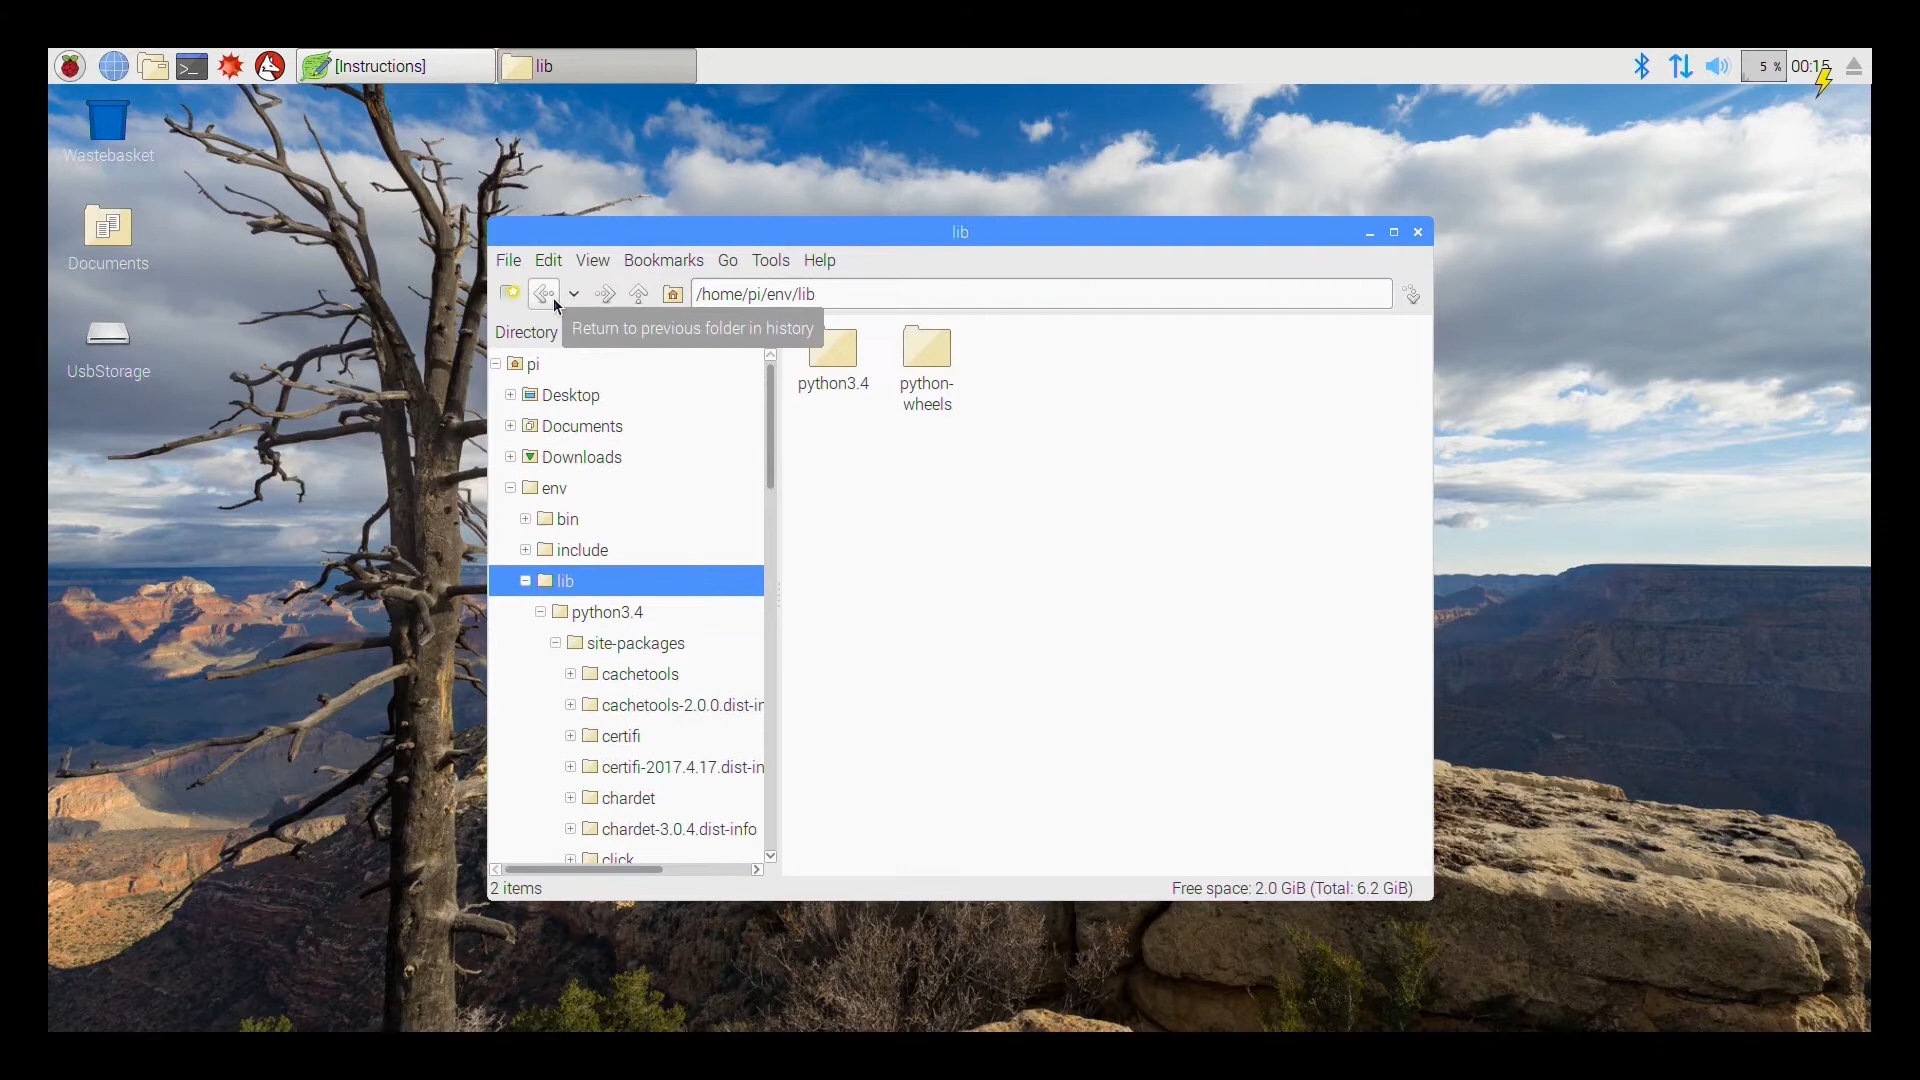 [Instructions]
lib
5 %
00:15
Wastebasket
Documents
UsbStorage
lib
File Edit View Bookmarks Go Tools Help
/home/pi/env/lib
Directory
Return to previous folder in history
pi
Desktop
Documents
Downloads
env
bin
include
lib
python3.4
site-packages
cachetools
cachetools-2.0.0.dist-in
certifi
certifi-2017.4.17.dist-in
chardet
chardet-3.0.4.dist-info
click
python3.4
python-
wheels
2 items
Free space: 2.0 GiB (Total: 6.2 GiB)